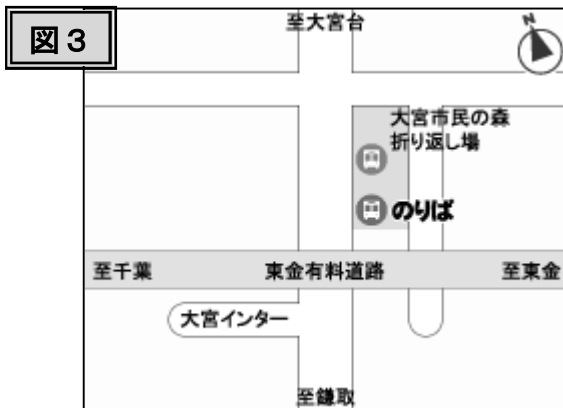 図３
至大宮台
N
大宮市民の森
折り返し場
のりば
至千葉
東金有料道路
至東金
大宮インター
至鎌取